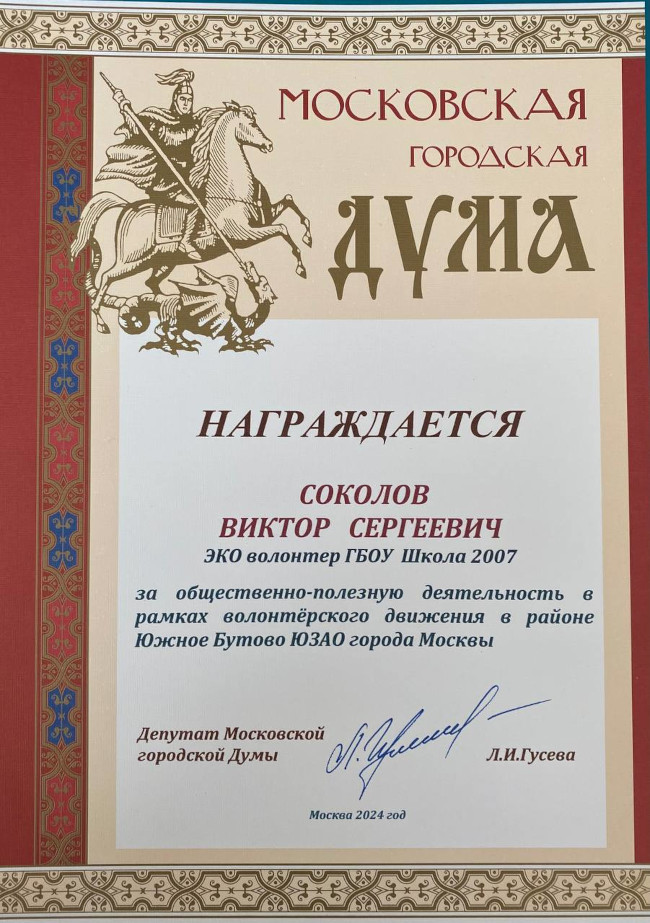 МОСКОВСКАЯ
ГОРОДСКАЯ
ДУМА
НАГРАЖДАЕТСЯ
СОКОЛОВ
ВИКТОР СЕРГЕЕВИЧ
ЭКО волонтер ГБОУ Школа 2007
за общественно-полезную деятельность в
рамках волонтёрского движения в районе
Южное Бутово ЮЗАО города Москвы
Депутат Московской
городской Думы
Л.И.Гусева
Москва 2024 год